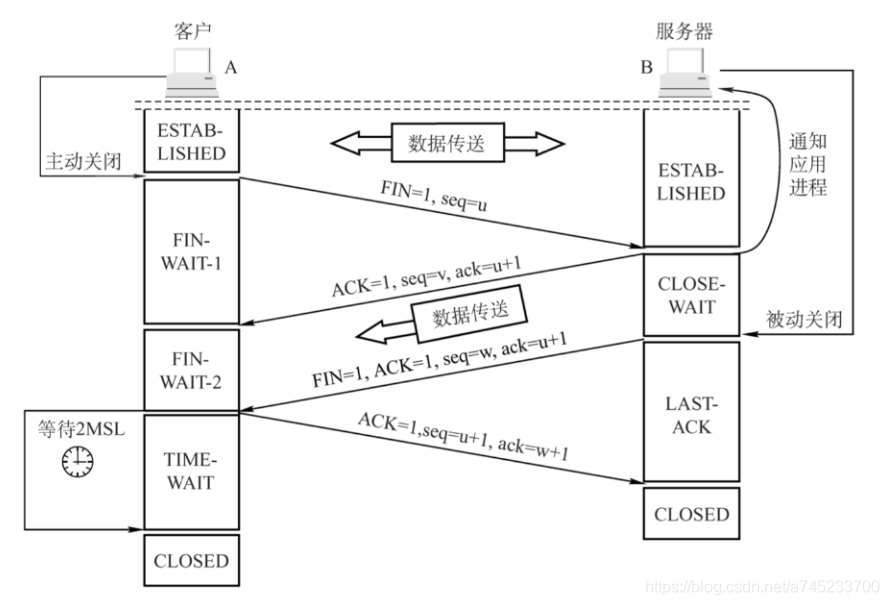 客户
服务器
A
B
ESTAB-
LISHED
数据传送
主动关闭
通知
应用
进程
ESTAB-
LISHED
FIN=1, seq=u
FIN-
WAIT-1
ACK=1, seq=v, ack=u+1
CLOSE-
WAIT
数据传送
被动关闭
FIN-
WAIT-2
FIN=1, ACK=1, seq=w, ack=u+1
LAST-
ACK
等待2MSL
ACK=1,seq=u+1, ack=w+1
TIME-
WAIT
CLOSED
CLOSED
https://blog.csdn.net/a745233700